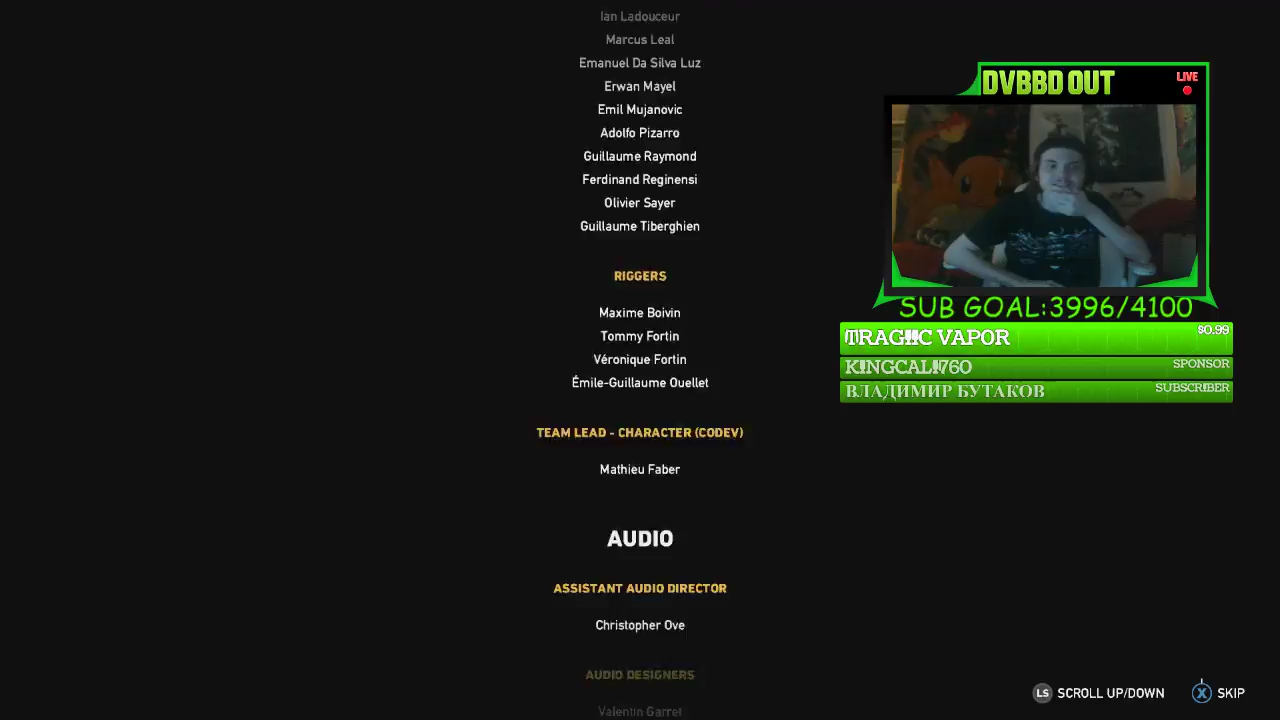 Ian Ladouceur
Marcus Leal
Emanuel Da Silva Luz
Erwan Mayel
Emil Mujanovic
Adolfo Pizarro
Guillaume Raymond
Ferdinand Reginensi
Olivier Sayer
Guillaume Tiberghien
RIGGERS
Maxime Boivin
Tommy Fortin
Véronique Fortin
Émile-Guillaume Ouellet
TEAM LEAD - CHARACTER (CODEV)
Mathieu Faber
AUDIO
ASSISTANT AUDIO DIRECTOR
Christopher Ove
AUDIO DESIGNERS
Valentin Garret
DVBBD OUT
LIVE
SUB GOAL:3996/4100
TRAG!!!C VAPOR $0.99
K!NGCAL!!760 SPONSOR
ВЛАДИМИР БУТАКОВ SUBSCRIBER
LS SCROLL UP/DOWN X SKIP